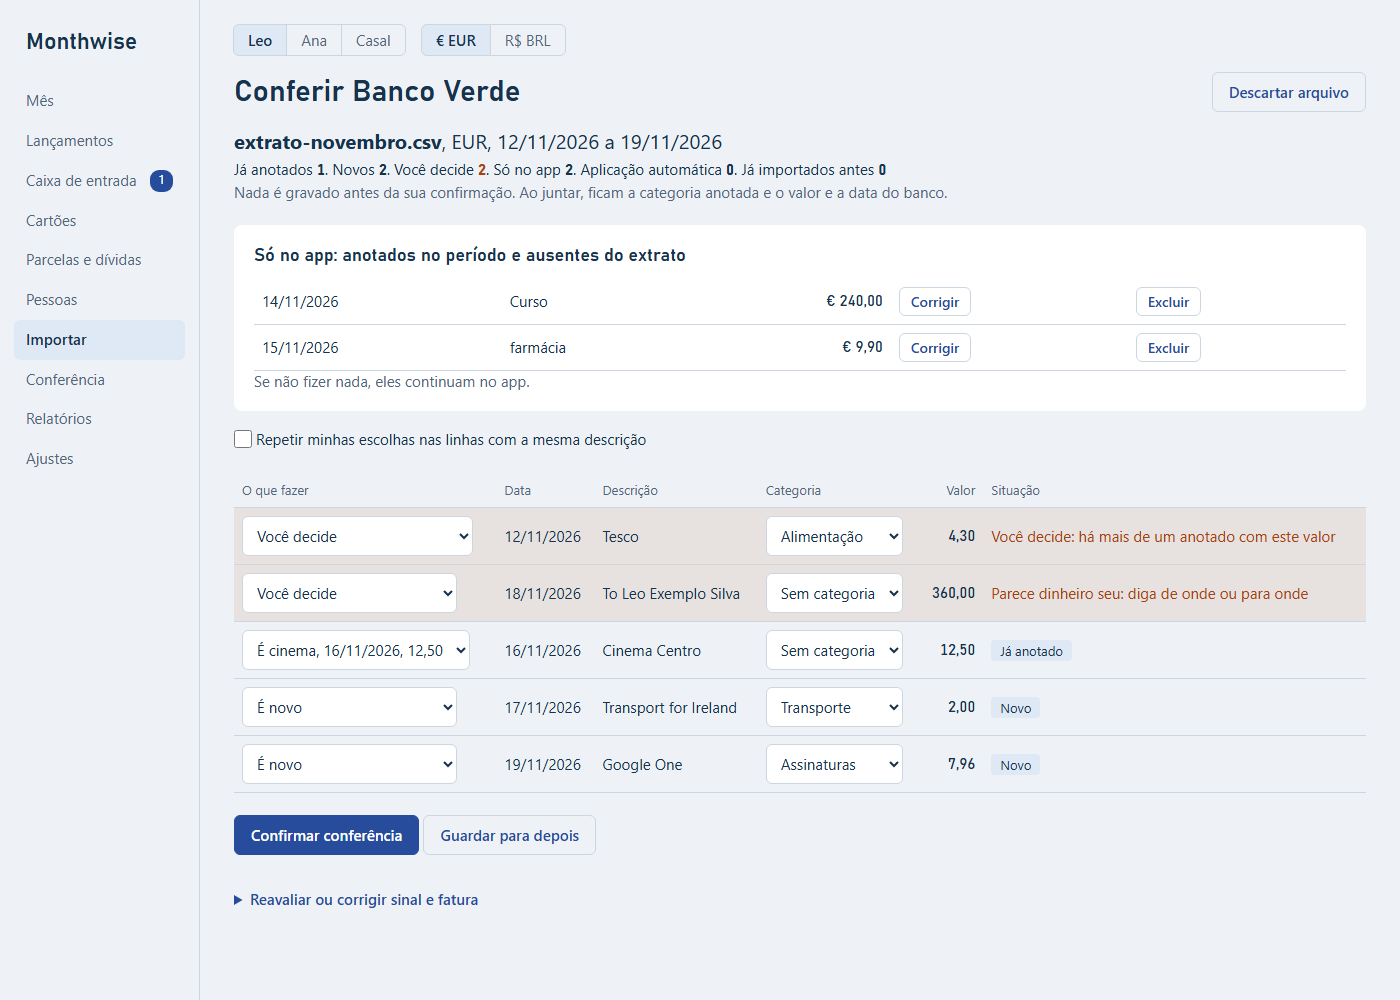 Monthwise
Mês
Lançamentos
Caixa de entrada 1
Cartões
Parcelas e dívidas
Pessoas
Importar
Conferência
Relatórios
Ajustes
Leo Ana Casal € EUR R$ BRL
Conferir Banco Verde
Descartar arquivo
extrato-novembro.csv, EUR, 12/11/2026 a 19/11/2026
Já anotados 1. Novos 2. Você decide 2. Só no app 2. Aplicação automática 0. Já importados antes 0
Nada é gravado antes da sua confirmação. Ao juntar, ficam a categoria anotada e o valor e a data do banco.
Só no app: anotados no período e ausentes do extrato
14/11/2026 Curso € 240,00 Corrigir Excluir
15/11/2026 farmácia € 9,90 Corrigir Excluir
Se não fizer nada, eles continuam no app.
Repetir minhas escolhas nas linhas com a mesma descrição
O que fazer Data Descrição Categoria Valor Situação
Você decide 12/11/2026 Tesco Alimentação 4,30 Você decide: há mais de um anotado com este valor
Você decide 18/11/2026 To Leo Exemplo Silva Sem categoria 360,00 Parece dinheiro seu: diga de onde ou para onde
É cinema, 16/11/2026, 12,50 16/11/2026 Cinema Centro Sem categoria 12,50 Já anotado
É novo 17/11/2026 Transport for Ireland Transporte 2,00 Novo
É novo 19/11/2026 Google One Assinaturas 7,96 Novo
Confirmar conferência Guardar para depois
Reavaliar ou corrigir sinal e fatura